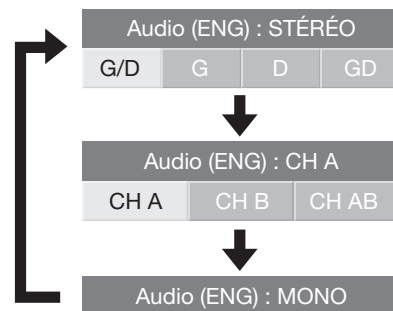 Audio (ENG) : STÉRÉO
G/D G D GD
Audio (ENG) : CH A
CH A CH B CH AB
Audio (ENG) : MONO